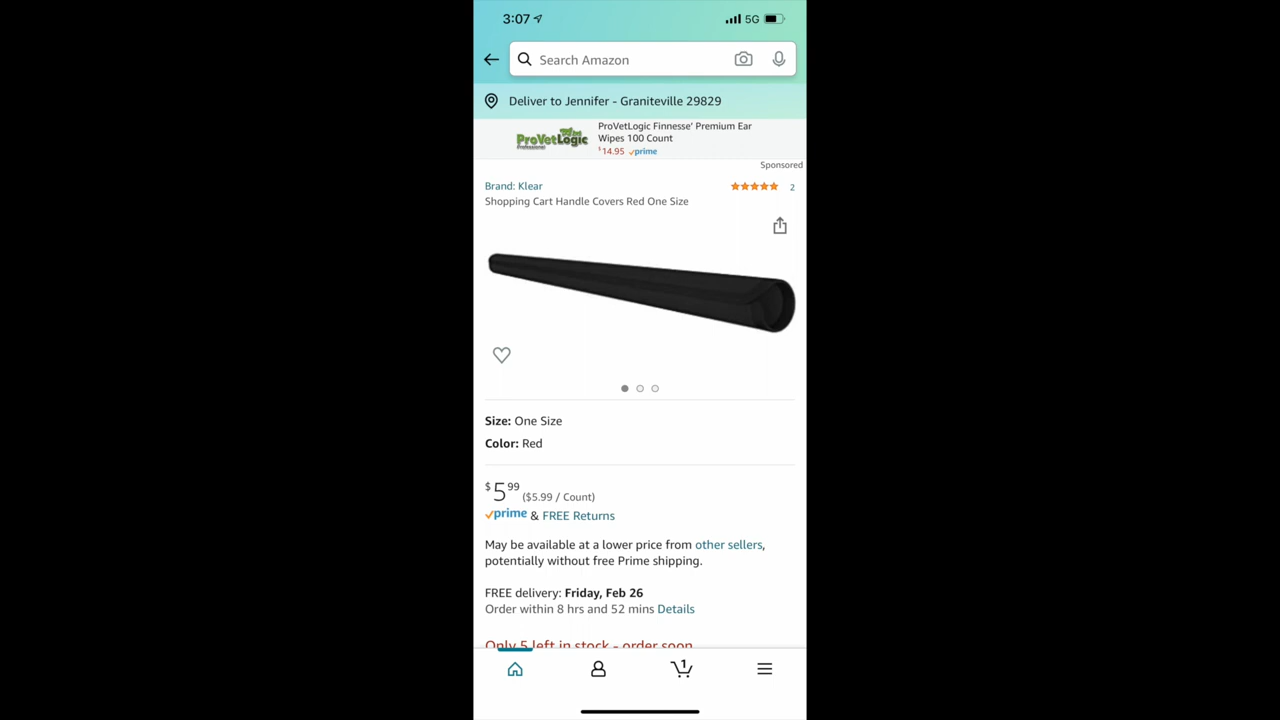 3:07
5G
Search Amazon
Deliver to Jennifer - Graniteville 29829
ProVetLogic
Professional
ProVetLogic Finnesse' Premium Ear
Wipes 100 Count
$14.95 prime
Sponsored
Brand: Klear
2
Shopping Cart Handle Covers Red One Size
Size: One Size
Color: Red
$5 99 ($5.99 / Count)
prime & FREE Returns
May be available at a lower price from other sellers,
potentially without free Prime shipping.
FREE delivery: Friday, Feb 26
Order within 8 hrs and 52 mins Details
Only 5 left in stock - order soon
1